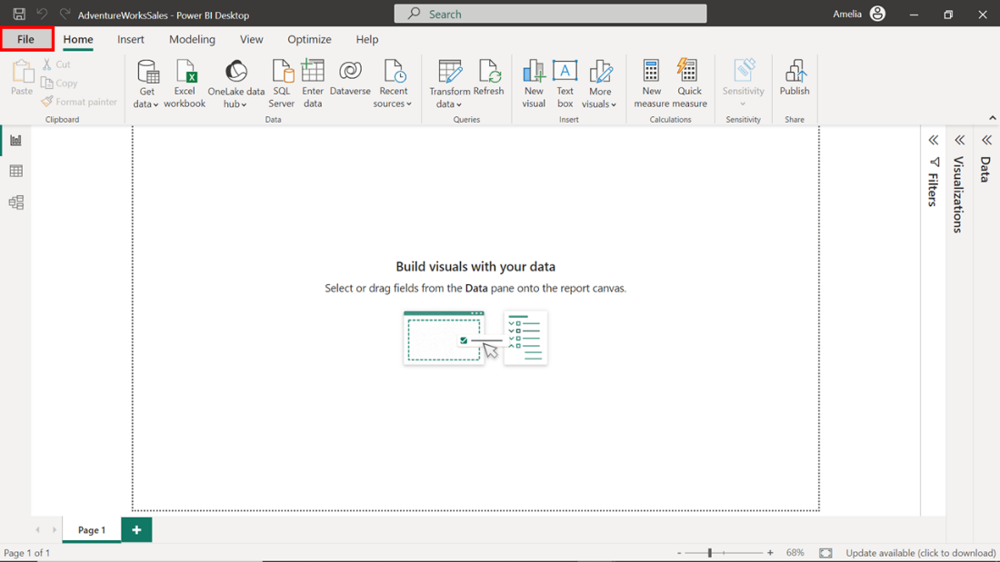 AdventureWorksSales - Power BI Desktop
Search
Amelia
File
Home
Insert
Modeling
View
Optimize
Help
Paste
Cut
Copy
Format painter
Clipboard
Get
data
Excel
workbook
OneLake data
hub
SQL
Server
Enter
data
Dataverse
Recent
sources
Data
Transform
data
Refresh
Queries
New
visual
Text
box
More
visuals
Insert
New
measure
Quick
measure
Calculations
Sensitivity
Sensitivity
Publish
Share
Build visuals with your data
Select or drag fields from the Data pane onto the report canvas.
Filters
Visualizations
Data
Page 1
Page 1 of 1
68%
Update available (click to download)